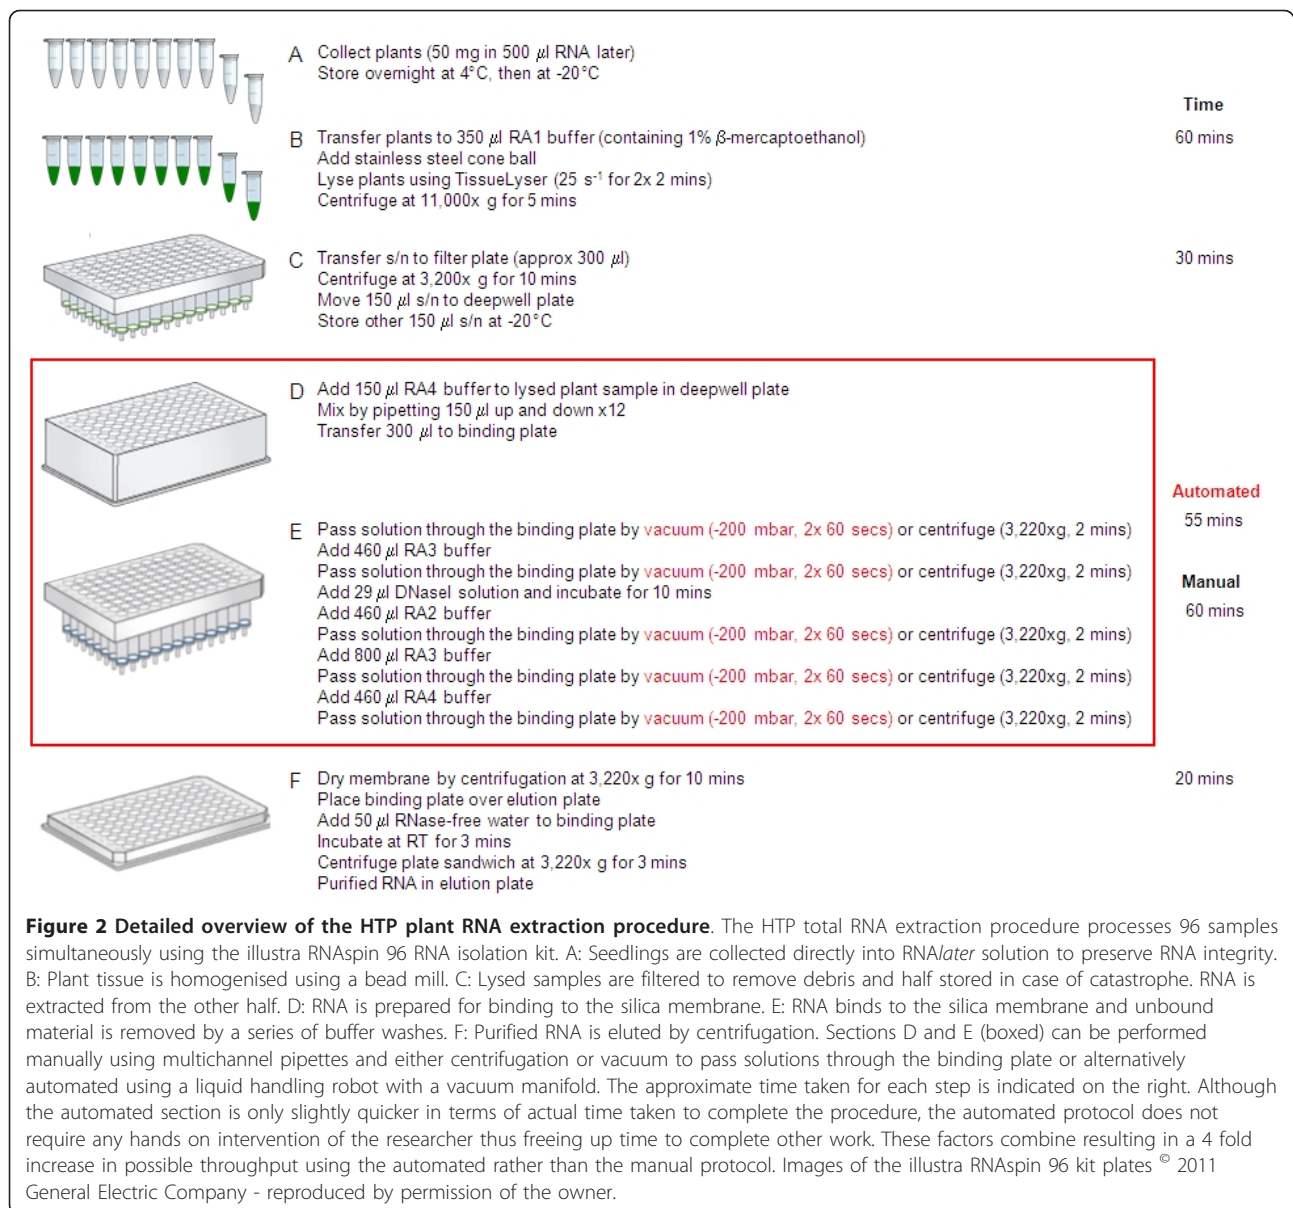 A Collect plants (50 mg in 500 µl RNA later)
Store overnight at 4°C, then at -20°C
Time
B Transfer plants to 350 µl RA1 buffer (containing 1% β-mercaptoethanol) 60 mins
Add stainless steel cone ball
Lyse plants using TissueLyser (25 s⁻¹ for 2x 2 mins)
Centrifuge at 11,000x g for 5 mins
C Transfer s/n to filter plate (approx 300 µl) 30 mins
Centrifuge at 3,200x g for 10 mins
Move 150 µl s/n to deepwell plate
Store other 150 µl s/n at -20°C
D Add 150 µl RA4 buffer to lysed plant sample in deepwell plate
Mix by pipetting 150 µl up and down x12
Transfer 300 µl to binding plate
Automated
55 mins
Manual
60 mins
E Pass solution through the binding plate by vacuum (-200 mbar, 2x 60 secs) or centrifuge (3,220xg, 2 mins)
Add 460 µl RA3 buffer
Pass solution through the binding plate by vacuum (-200 mbar, 2x 60 secs) or centrifuge (3,220xg, 2 mins)
Add 29 µl DNaseI solution and incubate for 10 mins
Add 460 µl RA2 buffer
Pass solution through the binding plate by vacuum (-200 mbar, 2x 60 secs) or centrifuge (3,220xg, 2 mins)
Add 800 µl RA3 buffer
Pass solution through the binding plate by vacuum (-200 mbar, 2x 60 secs) or centrifuge (3,220xg, 2 mins)
Add 460 µl RA4 buffer
Pass solution through the binding plate by vacuum (-200 mbar, 2x 60 secs) or centrifuge (3,220xg, 2 mins)
F Dry membrane by centrifugation at 3,220x g for 10 mins 20 mins
Place binding plate over elution plate
Add 50 µl RNase-free water to binding plate
Incubate at RT for 3 mins
Centrifuge plate sandwich at 3,220x g for 3 mins
Purified RNA in elution plate
Figure 2 Detailed overview of the HTP plant RNA extraction procedure. The HTP total RNA extraction procedure processes 96 samples
simultaneously using the illustra RNAspin 96 RNA isolation kit. A: Seedlings are collected directly into RNAlater solution to preserve RNA integrity.
B: Plant tissue is homogenised using a bead mill. C: Lysed samples are filtered to remove debris and half stored in case of catastrophe. RNA is
extracted from the other half. D: RNA is prepared for binding to the silica membrane. E: RNA binds to the silica membrane and unbound
material is removed by a series of buffer washes. F: Purified RNA is eluted by centrifugation. Sections D and E (boxed) can be performed
manually using multichannel pipettes and either centrifugation or vacuum to pass solutions through the binding plate or alternatively
automated using a liquid handling robot with a vacuum manifold. The approximate time taken for each step is indicated on the right. Although
the automated section is only slightly quicker in terms of actual time taken to complete the procedure, the automated protocol does not
require any hands on intervention of the researcher thus freeing up time to complete other work. These factors combine resulting in a 4 fold
increase in possible throughput using the automated rather than the manual protocol. Images of the illustra RNAspin 96 kit plates © 2011
General Electric Company - reproduced by permission of the owner.